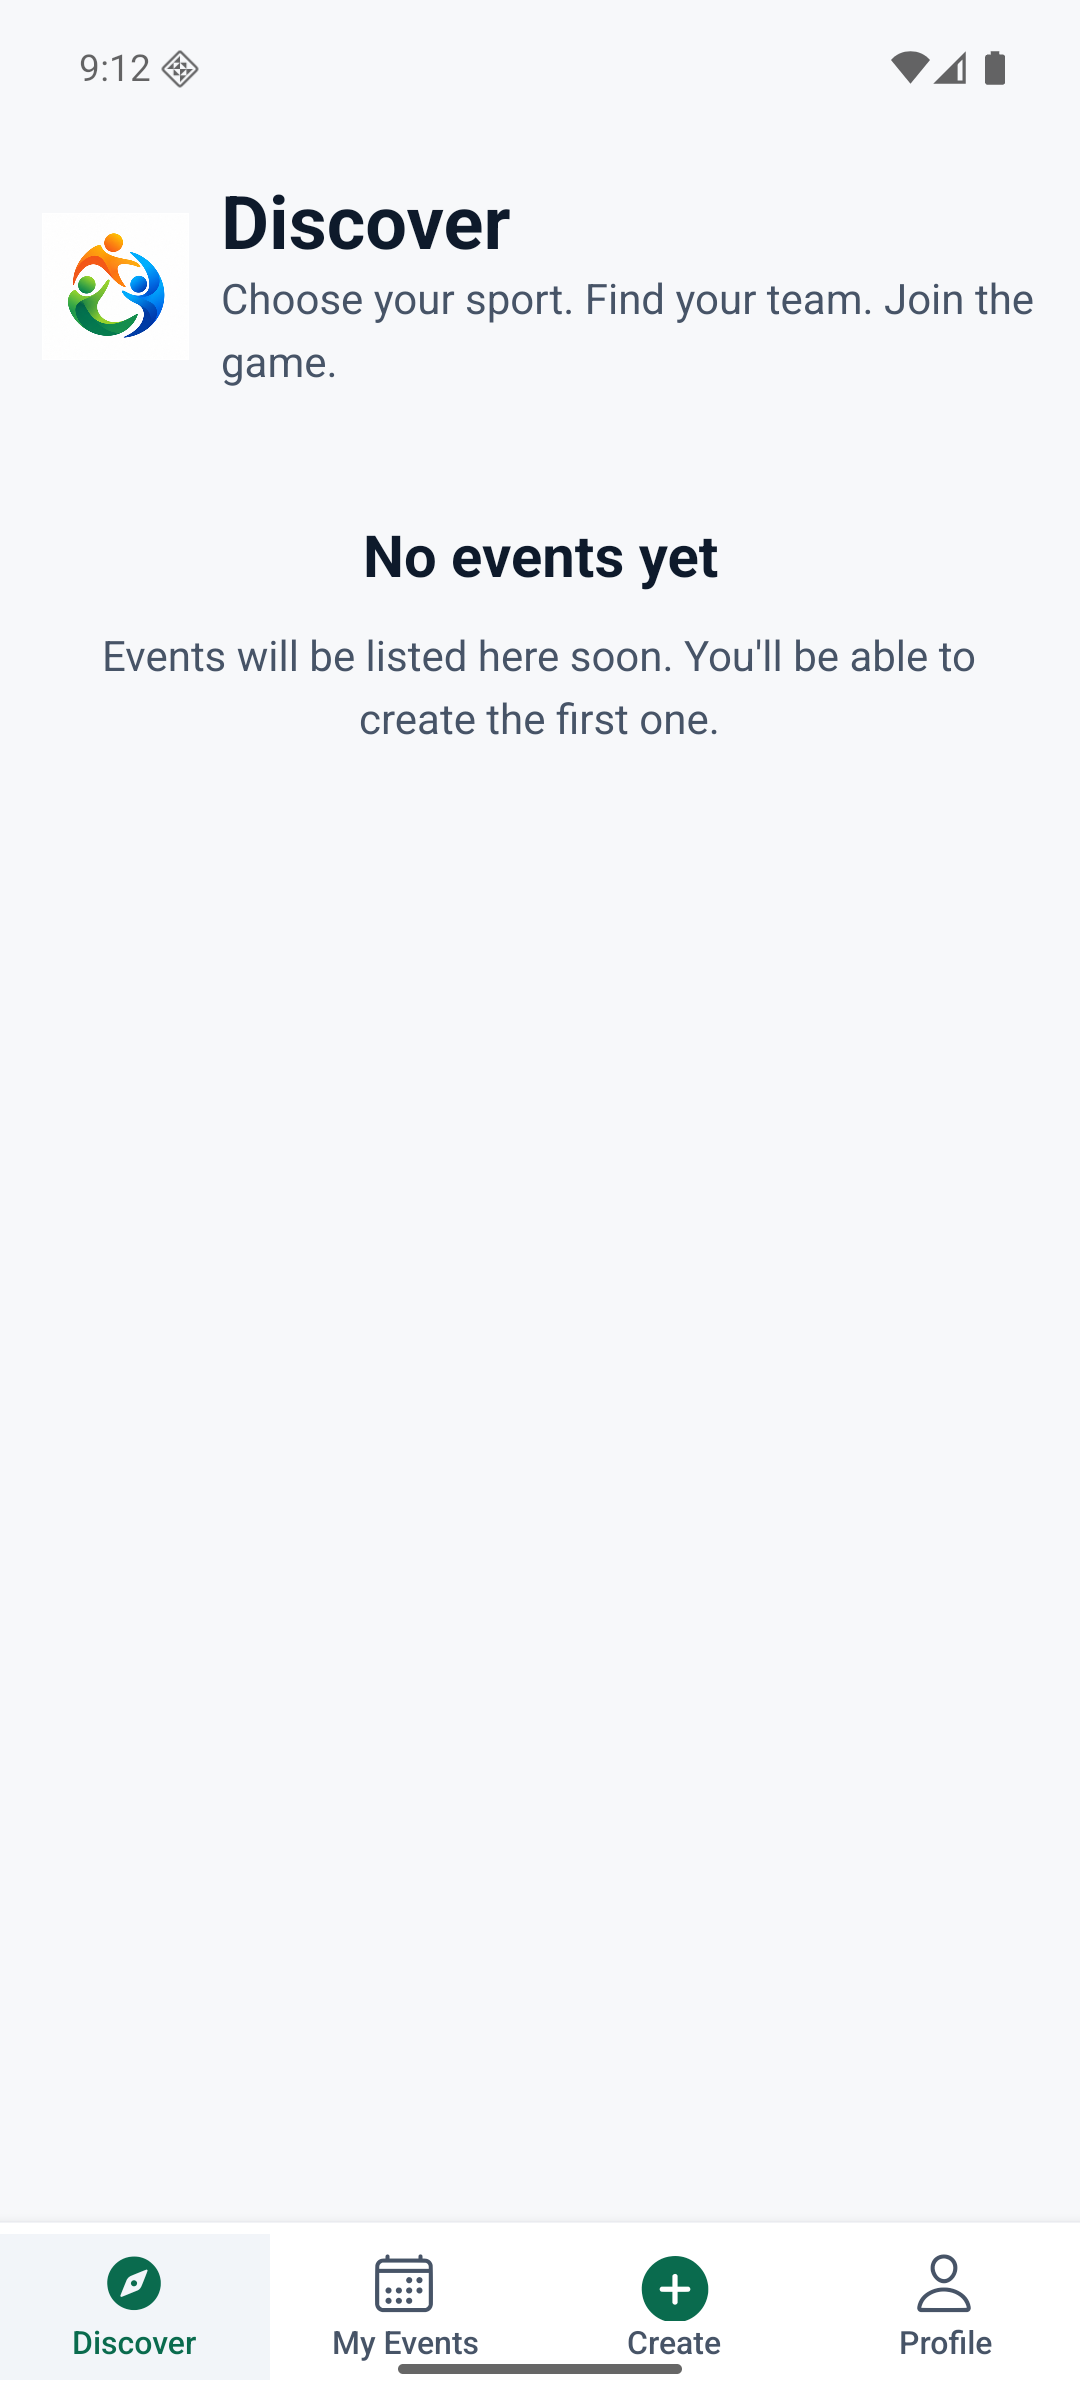 9:12
Discover
Choose your sport. Find your team. Join the
game.
No events yet
Events will be listed here soon. You'll be able to
create the first one.
Discover
My Events
Create
Profile